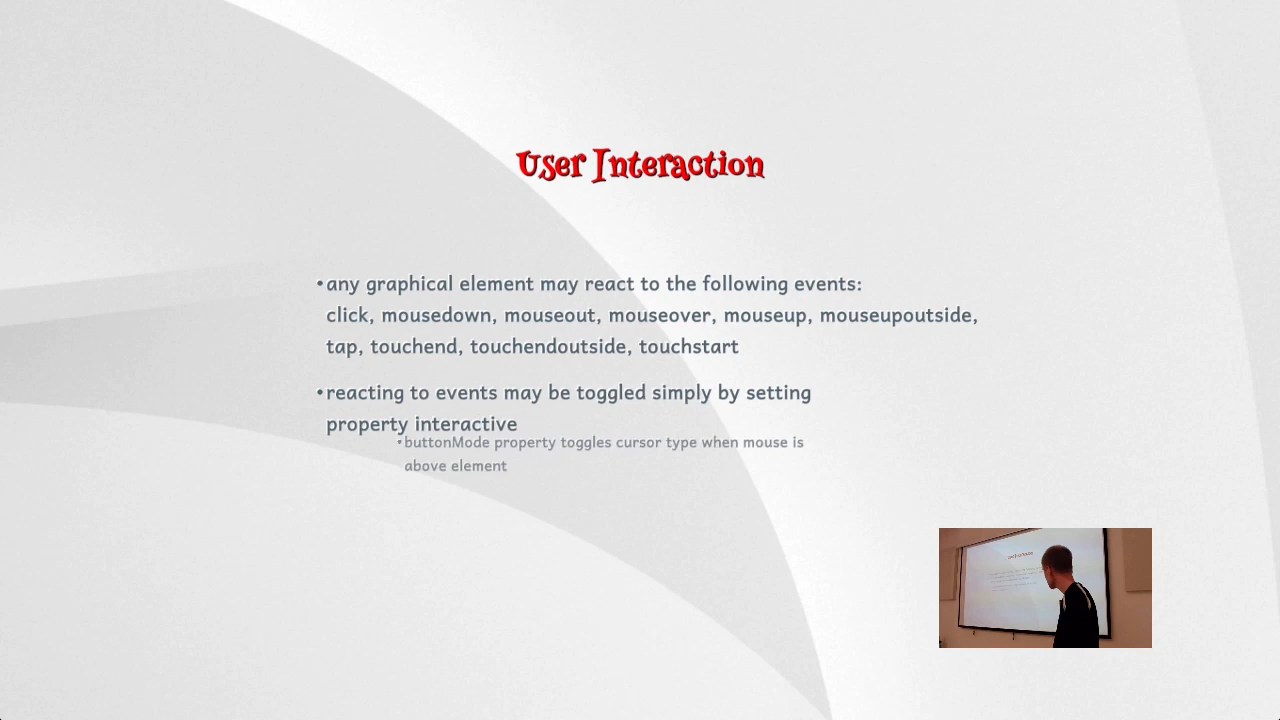 User Interaction
•any graphical element may react to the following events:
click, mousedown, mouseout, mouseover, mouseup, mouseupoutside,
tap, touchend, touchendoutside, touchstart
•reacting to events may be toggled simply by setting
property interactive
•buttonMode property toggles cursor type when mouse is
above element